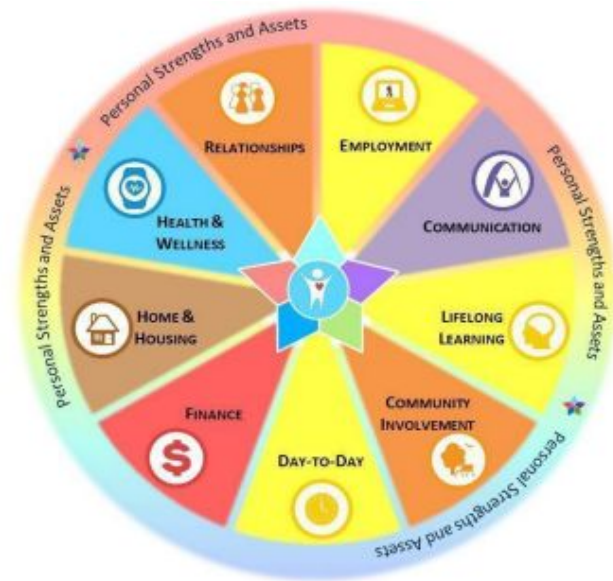 Personal Strengths and Assets
Personal Strengths and Assets
Personal Strengths and Assets
Personal Strengths and Assets
RELATIONSHIPS
EMPLOYMENT
COMMUNICATION
LIFELONG
LEARNING
COMMUNITY
INVOLVEMENT
DAY-TO-DAY
FINANCE
$
HOME &
HOUSING
HEALTH &
WELLNESS